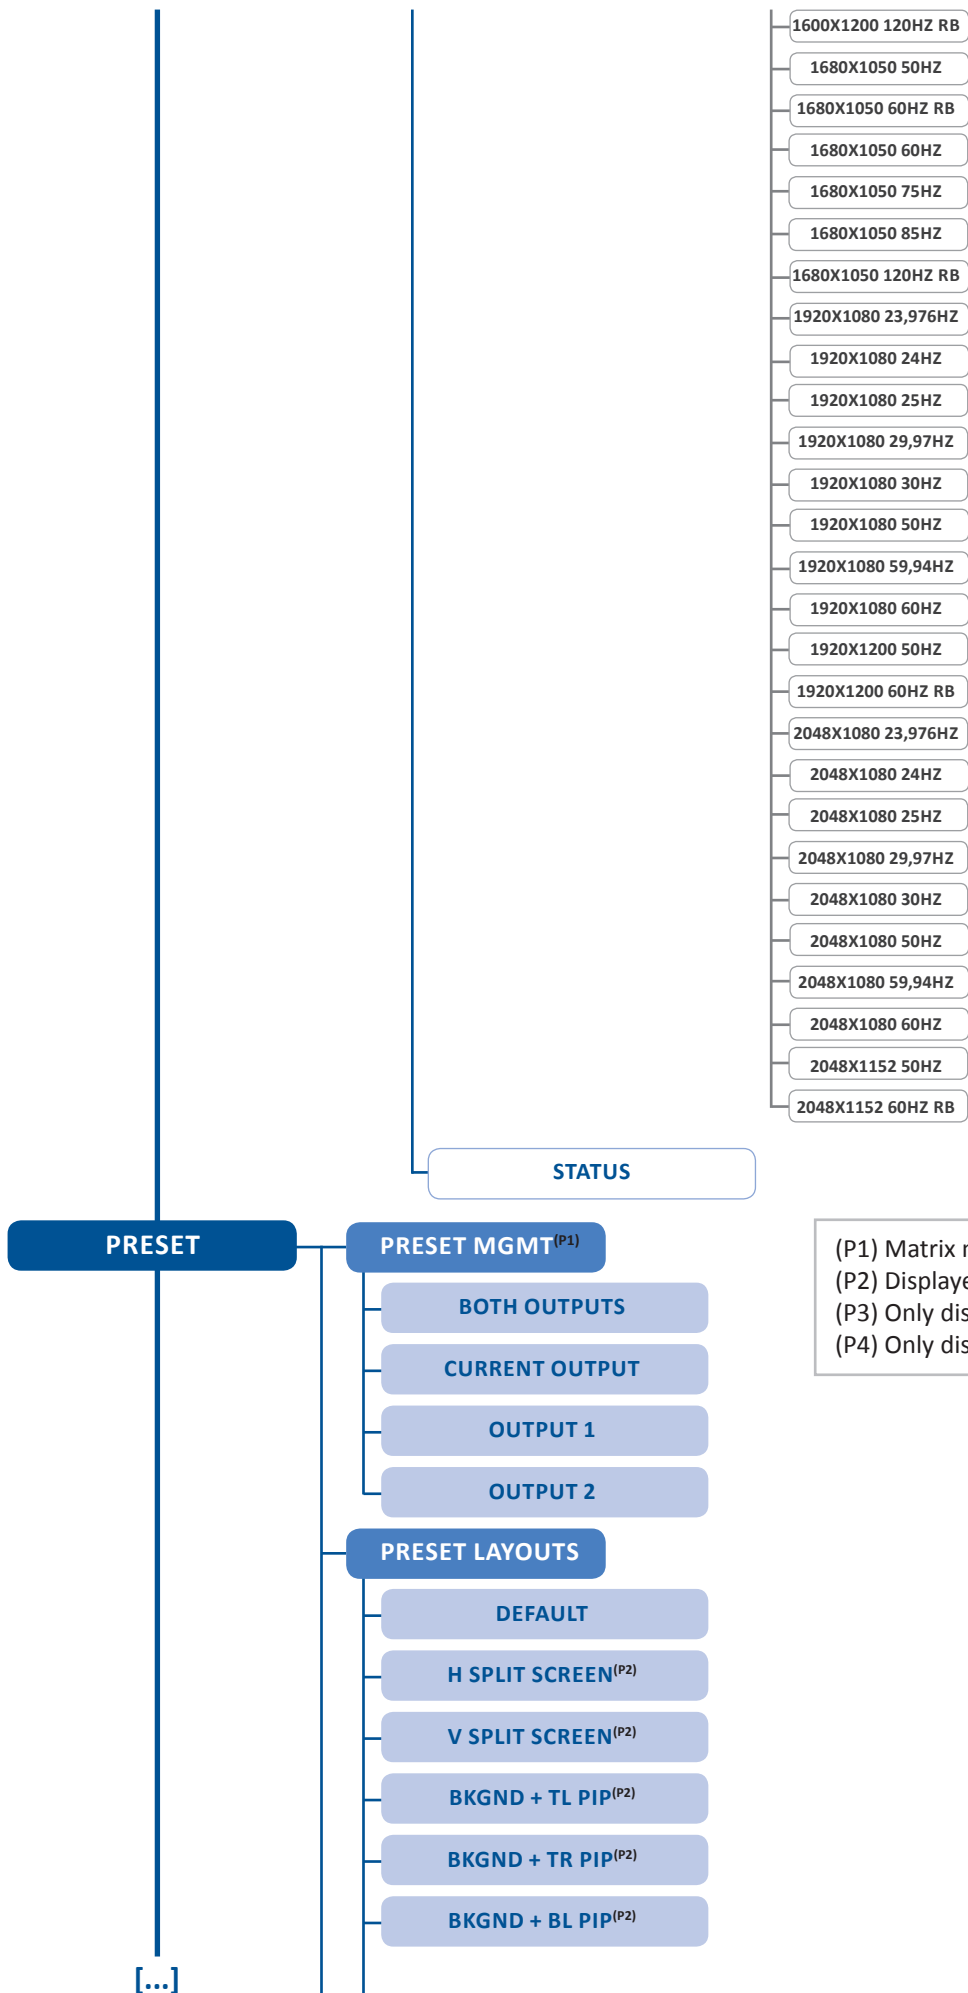 1600X1200 120HZ RB
1680X1050 50HZ
1680X1050 60HZ RB
1680X1050 60HZ
1680X1050 75HZ
1680X1050 85HZ
1680X1050 120HZ RB
1920X1080 23,976HZ
1920X1080 24HZ
1920X1080 25HZ
1920X1080 29,97HZ
1920X1080 30HZ
1920X1080 50HZ
1920X1080 59,94HZ
1920X1080 60HZ
1920X1200 50HZ
1920X1200 60HZ RB
2048X1080 23,976HZ
2048X1080 24HZ
2048X1080 25HZ
2048X1080 29,97HZ
2048X1080 30HZ
2048X1080 50HZ
2048X1080 59,94HZ
2048X1080 60HZ
2048X1152 50HZ
2048X1152 60HZ RB
STATUS
PRESET
PRESET MGMT(P1)
BOTH OUTPUTS
CURRENT OUTPUT
OUTPUT 1
OUTPUT 2
(P1) Matrix
(P2)
(P3) Only
(P4) Only
PRESET LAYOUTS
DEFAULT
H SPLIT SCREEN(P2)
V SPLIT SCREEN(P2)
BKGND + TL PIP(P2)
BKGND + TR PIP(P2)
BKGND + BL PIP(P2)
[...]